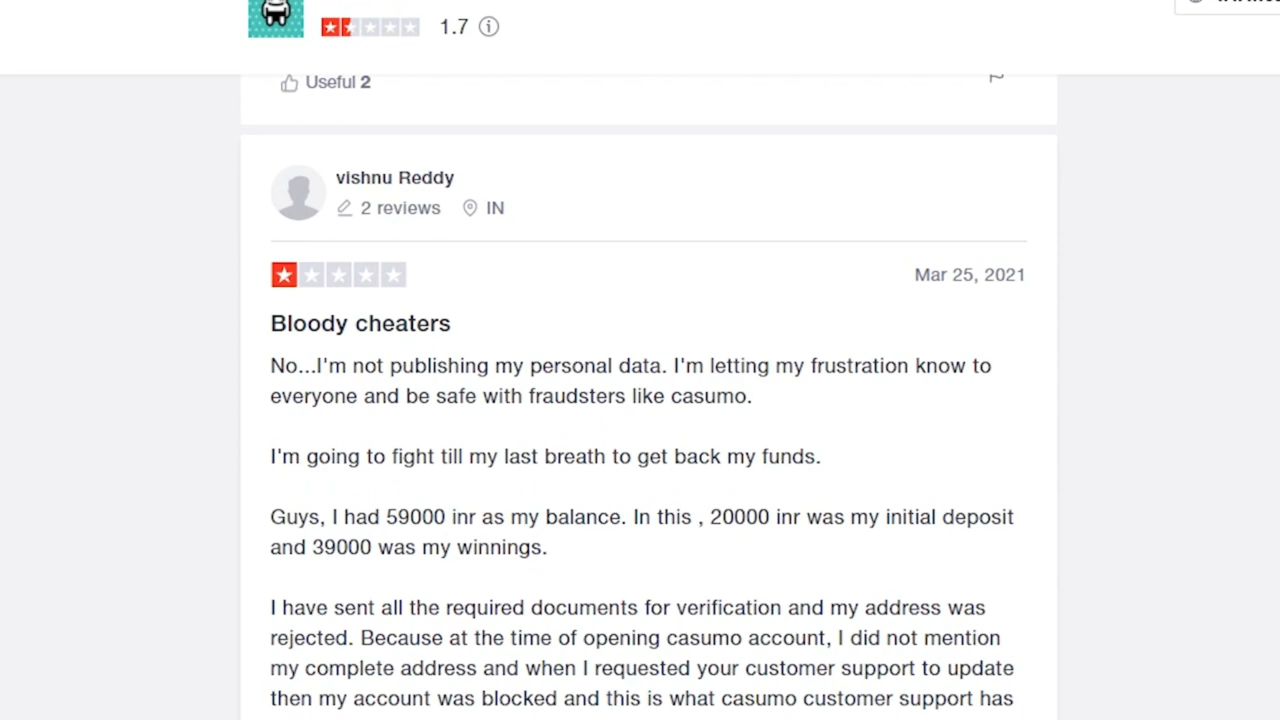 1.7
Useful 2
vishnu Reddy
2 reviews IN
Mar 25, 2021
Bloody cheaters
No...I'm not publishing my personal data. I'm letting my frustration know to
everyone and be safe with fraudsters like casumo.
I'm going to fight till my last breath to get back my funds.
Guys, I had 59000 inr as my balance. In this , 20000 inr was my initial deposit
and 39000 was my winnings.
I have sent all the required documents for verification and my address was
rejected. Because at the time of opening casumo account, I did not mention
my complete address and when I requested your customer support to update
then my account was blocked and this is what casumo customer support has